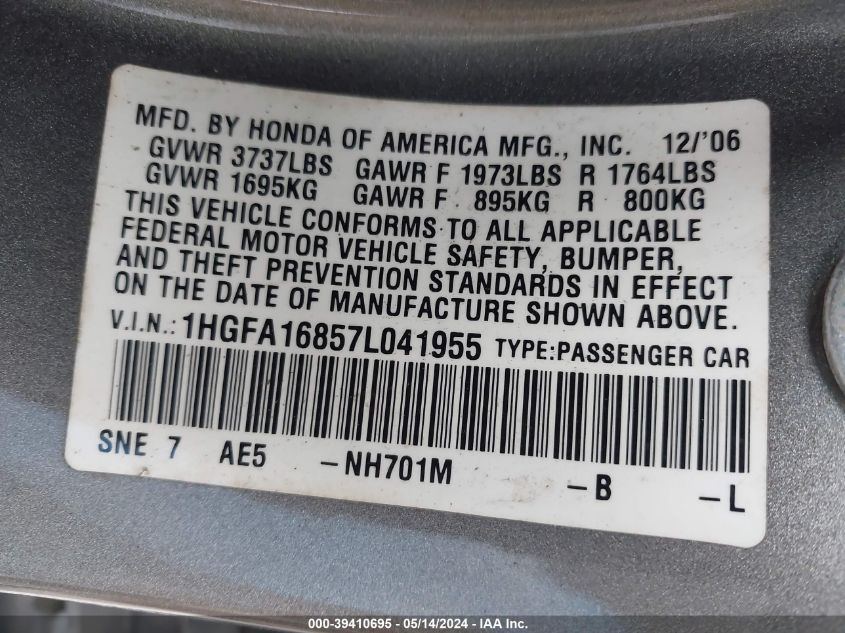 MFD. BY HONDA OF AMERICA MFG., INC. 12/'06
GVWR 3737LBS GAWR F 1973LBS R 1764LBS
GVWR 1695KG GAWR F 895KG R 800KG
THIS VEHICLE CONFORMS TO ALL APPLICABLE
FEDERAL MOTOR VEHICLE SAFETY, BUMPER,
AND THEFT PREVENTION STANDARDS IN EFFECT
ON THE DATE OF MANUFACTURE SHOWN ABOVE.
V.I.N.: 1HGFA16857L041955 TYPE:PASSENGER CAR
SNE 7 AE5 -NH701M -B -L
000-39410695 - 05/14/2024 - IAA Inc.